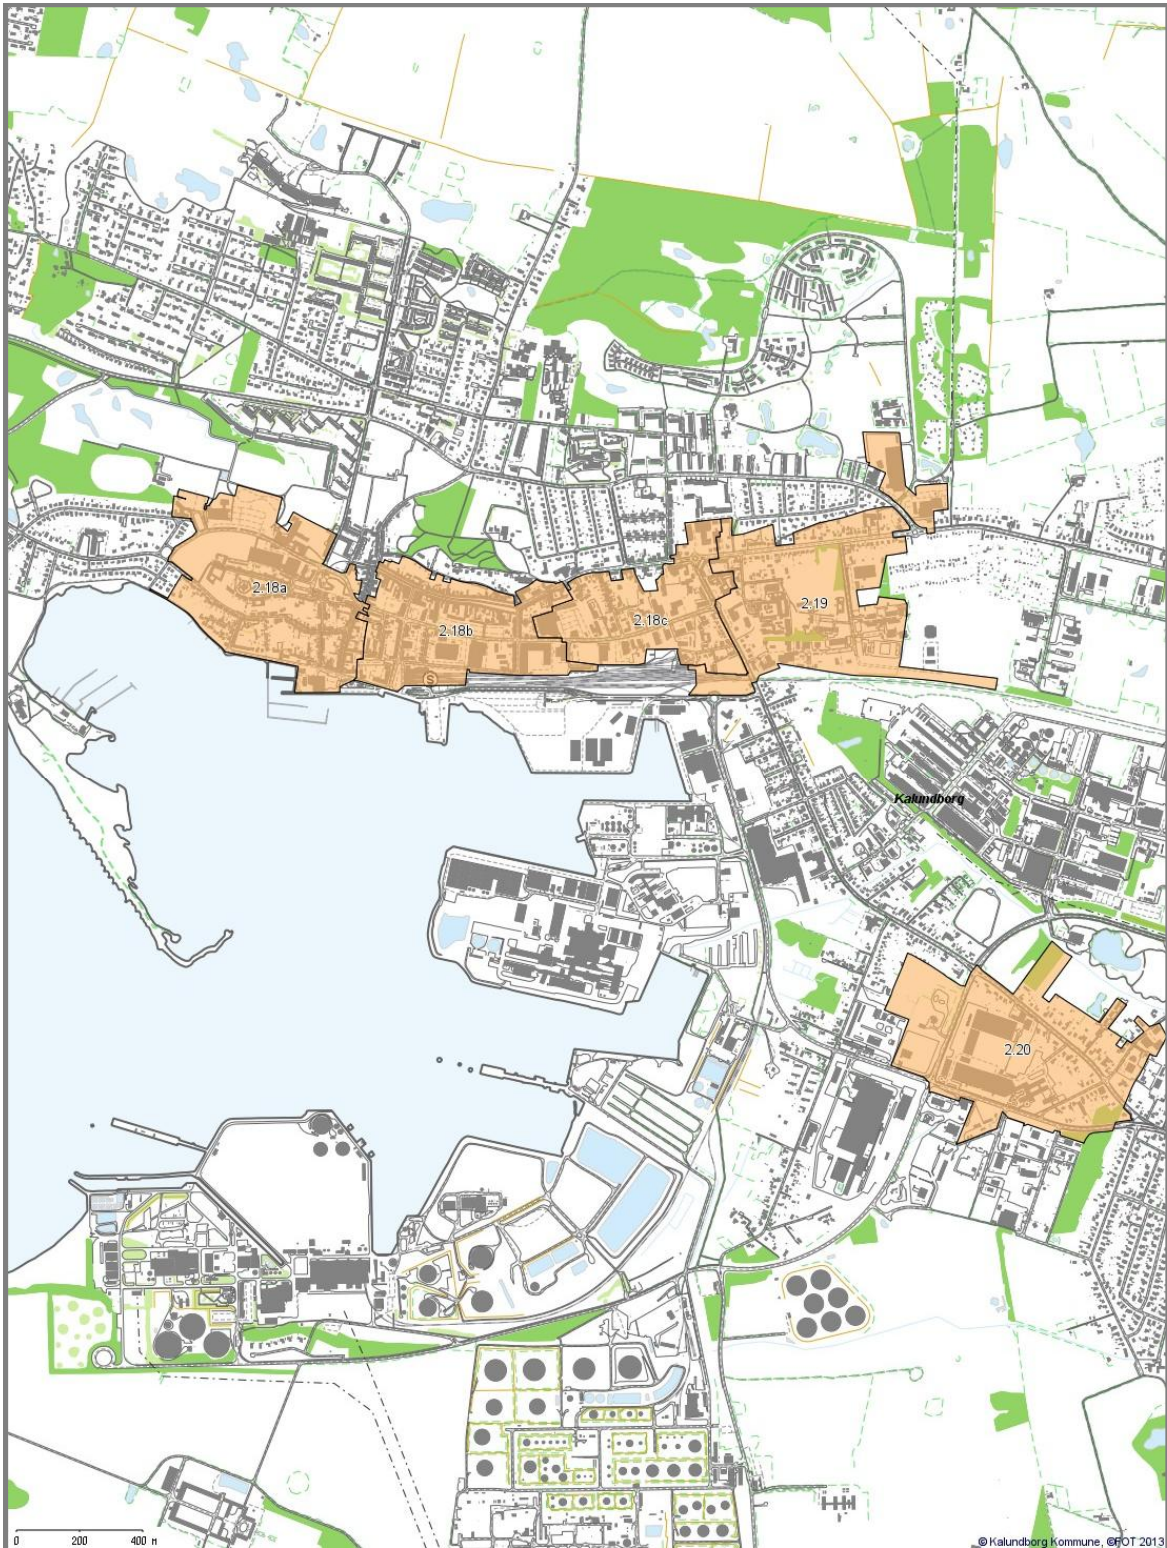 2.18a
2.18b
2.18c
2.19
S
Kalundborg
2.20
0 200 400 M
© Kalundborg Kommune, ©FOT 2013